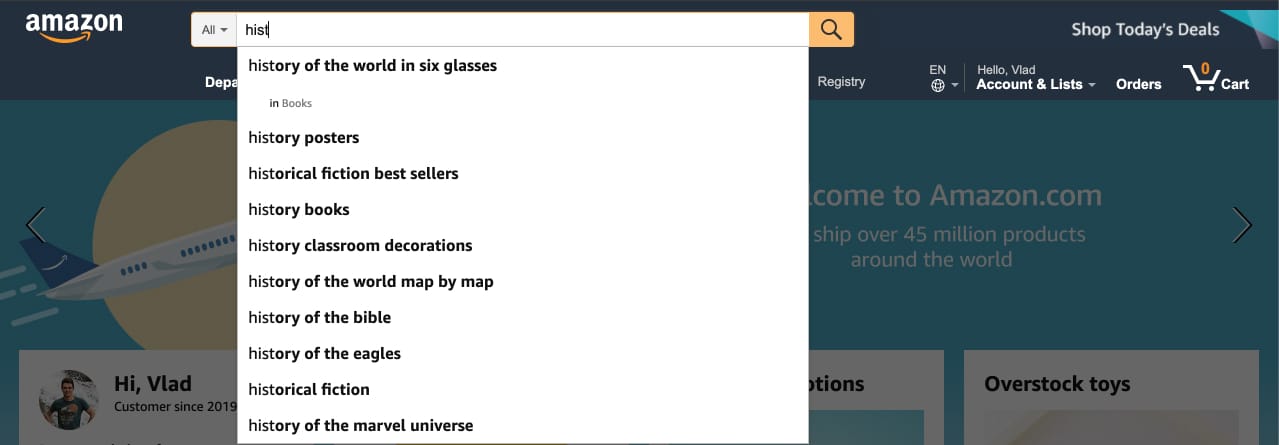 amazon
All
hist
Shop Today's Deals
history of the world in six glasses
in Books
history posters
historical fiction best sellers
history books
history classroom decorations
history of the world map by map
history of the bible
history of the eagles
historical fiction
history of the marvel universe
Depa
Registry
EN
Hello, Vlad
Account & Lists
Orders
0
Cart
lcome to Amazon.com
ship over 45 million products
around the world
Hi, Vlad
Customer since 2019
otions
Overstock toys